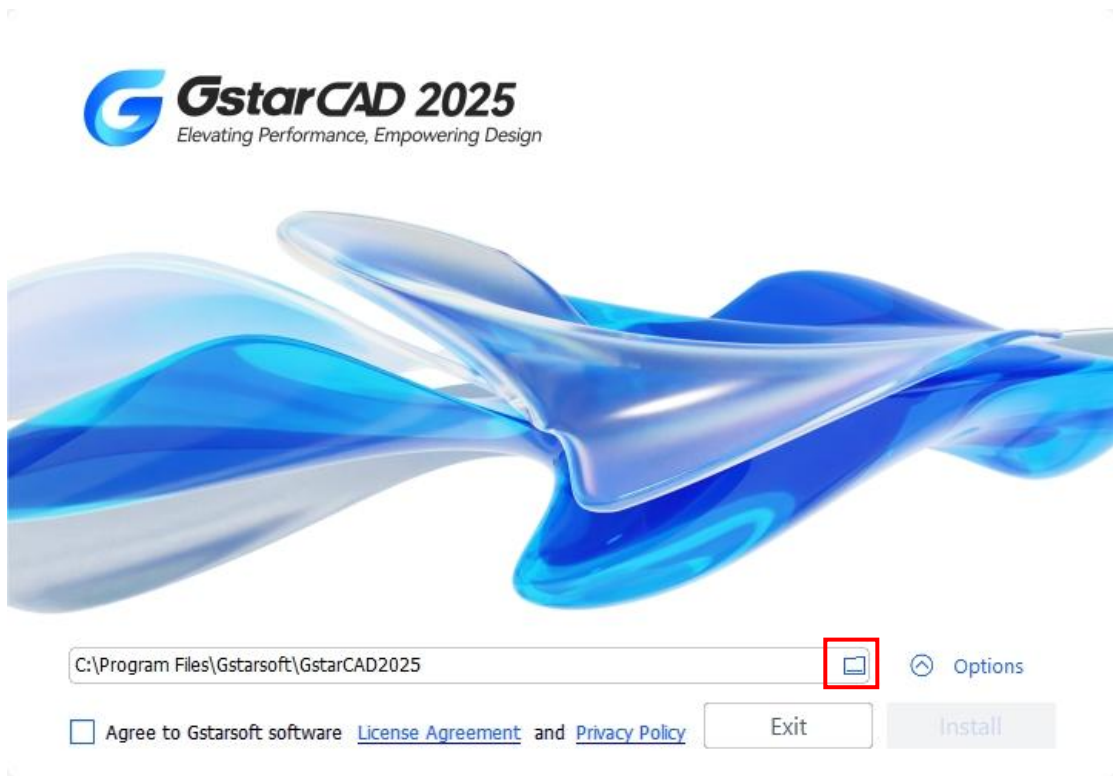 GstarCAD 2025
Elevating Performance, Empowering Design
C:\Program Files\Gstarsoft\GstarCAD2025
Options
Agree to Gstarsoft software License Agreement and Privacy Policy
Exit
Install